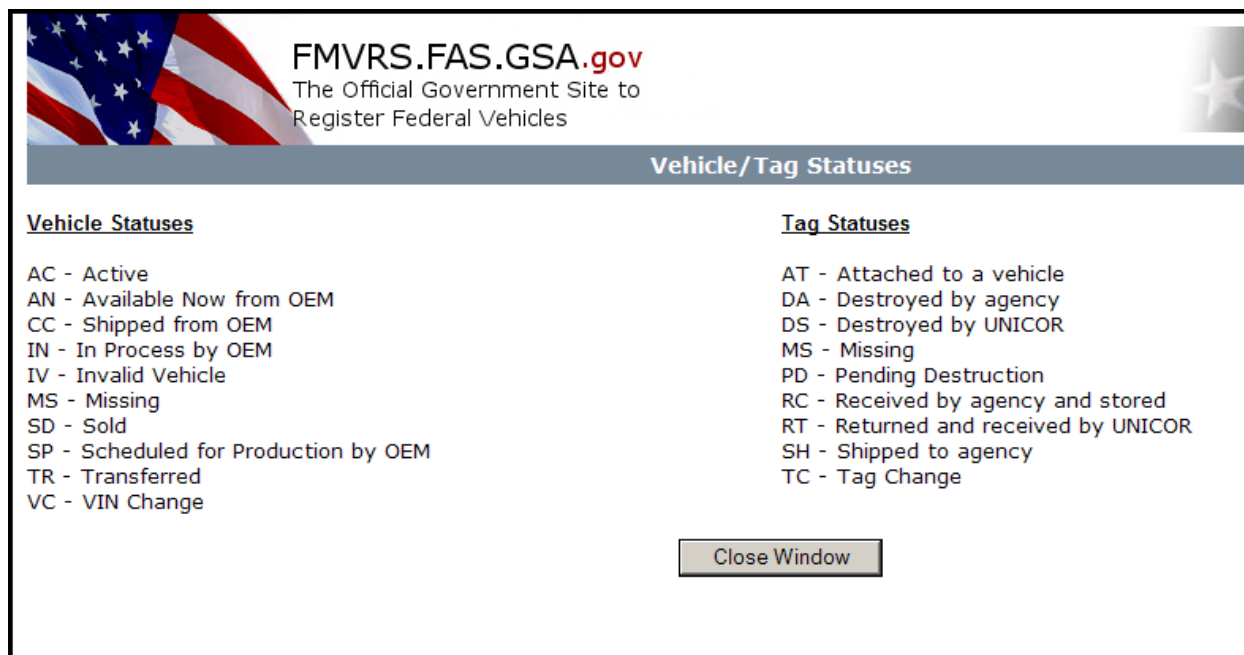 FMVRS.FAS.GSA.gov
The Official Government Site to
Register Federal Vehicles
Vehicle/Tag Statuses
Vehicle Statuses
AC - Active
AN - Available Now from OEM
CC - Shipped from OEM
IN - In Process by OEM
IV - Invalid Vehicle
MS - Missing
SD - Sold
SP - Scheduled for Production by OEM
TR - Transferred
VC - VIN Change
Tag Statuses
AT - Attached to a vehicle
DA - Destroyed by agency
DS - Destroyed by UNICOR
MS - Missing
PD - Pending Destruction
RC - Received by agency and stored
RT - Returned and received by UNICOR
SH - Shipped to agency
TC - Tag Change
Close Window